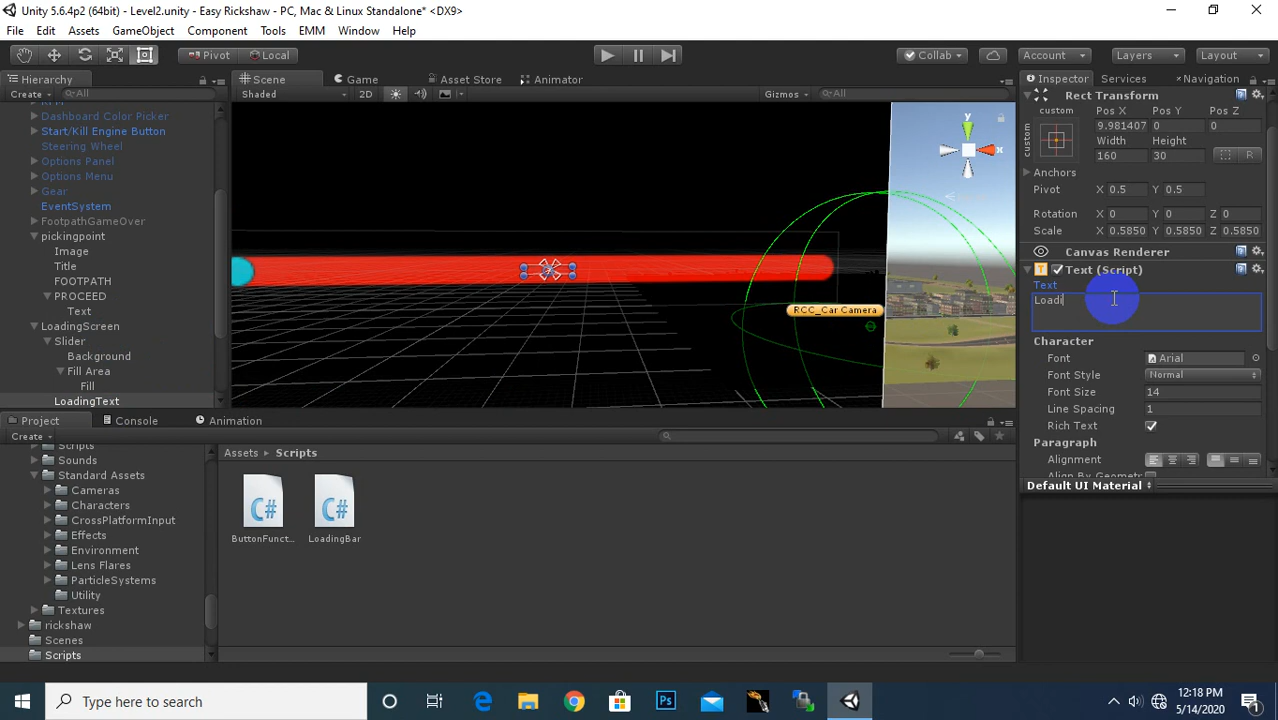 Unity 5.6.4p2 (64bit) - Level2.unity - Easy Rickshaw - PC, Mac & Linux Standalone* <DX9>
File Edit Assets GameObject Component Tools EMM Window Help
Pivot Local Collab Account Layers Layout
Hierarchy
Create All
Dashboard Color Picker
Start/Kill Engine Button
Steering Wheel
Options Panel
Options Menu
Gear
EventSystem
FootpathGameOver
pickingpoint
Image
Title
FOOTPATH
PROCEED
Text
LoadingScreen
Slider
Background
Fill Area
Fill
LoadingText
Scene Game Asset Store Animator
Shaded 2D Gizmos All
y
x
RCC_Car Camera
Inspector Services Navigation
Rect Transform
custom Pos X Pos Y Pos Z
custom
9.981407 0 0
Width Height
160 30
R
Anchors
Pivot X 0.5 Y 0.5
Rotation X 0 Y 0 Z 0
Scale X 0.5850 Y 0.5850 Z 0.5850
Canvas Renderer
Text (Script)
Text
Loadi
Character
Font Arial
Font Style Normal
Font Size 14
Line Spacing 1
Rich Text
Paragraph
Alignment
Default UI Material
Project Console Animation
Create
Scripts
Sounds
Standard Assets
Cameras
Characters
CrossPlatformInput
Effects
Environment
Lens Flares
ParticleSystems
Utility
Textures
rickshaw
Scenes
Scripts
Assets Scripts
C# C#
ButtonFunct... LoadingBar
Type here to search
Ps
12:18 PM
5/14/2020
1